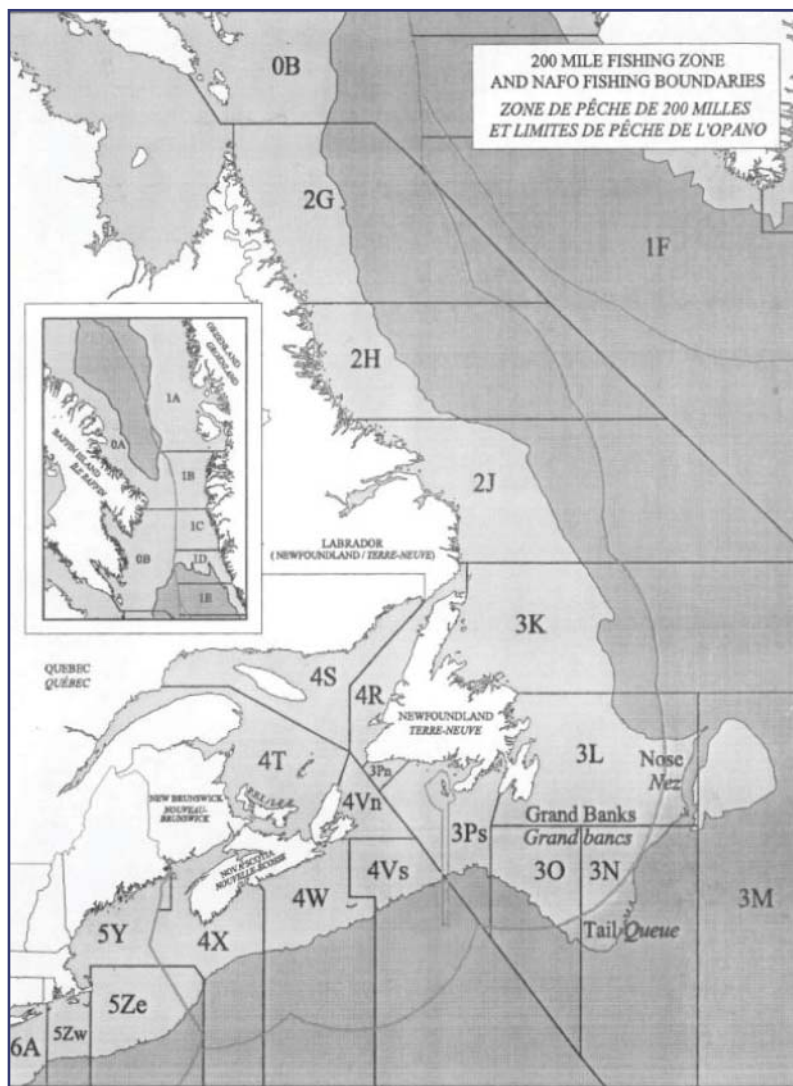 200 MILE FISHING ZONE
AND NAFO FISHING BOUNDARIES
ZONE DE PÊCHE DE 200 MILLES
ET LIMITES DE PÊCHE DE L'OPANO
0B
2G
1F
2H
2J
GREENLAND
GROENLAND
1A
0A
BAFFIN ISLAND
ÎLE BAFFIN
1B
1C
0B
1D
1E
LABRADOR
(NEWFOUNDLAND / TERRE-NEUVE)
3K
QUEBEC
QUÉBEC
4S
4R
NEWFOUNDLAND
TERRE-NEUVE
4T
3L
Nose
Nez
3Pn
4Vn
NEW BRUNSWICK
NOUVEAU-
BRUNSWICK
Grand Banks
Grand bancs
3Ps
NOVA SCOTIA
NOUVELLE-ÉCOSSE
4Vs
3O
3N
4W
3M
Tail Queue
5Y
4X
5Ze
5Zw
6A